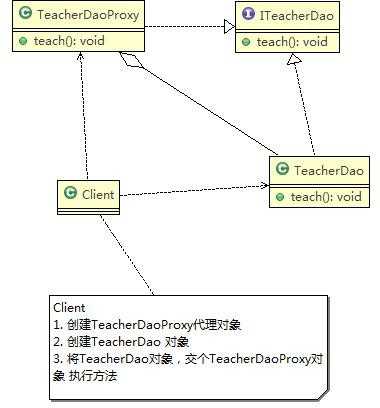 TeacherDaoProxy
teach(): void
ITeacherDao
teach(): void
TeacherDao
teach(): void
Client
Client
1. 创建TeacherDaoProxy代理对象
2. 创建TeacherDao 对象
3. 将TeacherDao对象，交个TeacherDaoProxy对
象 执行方法